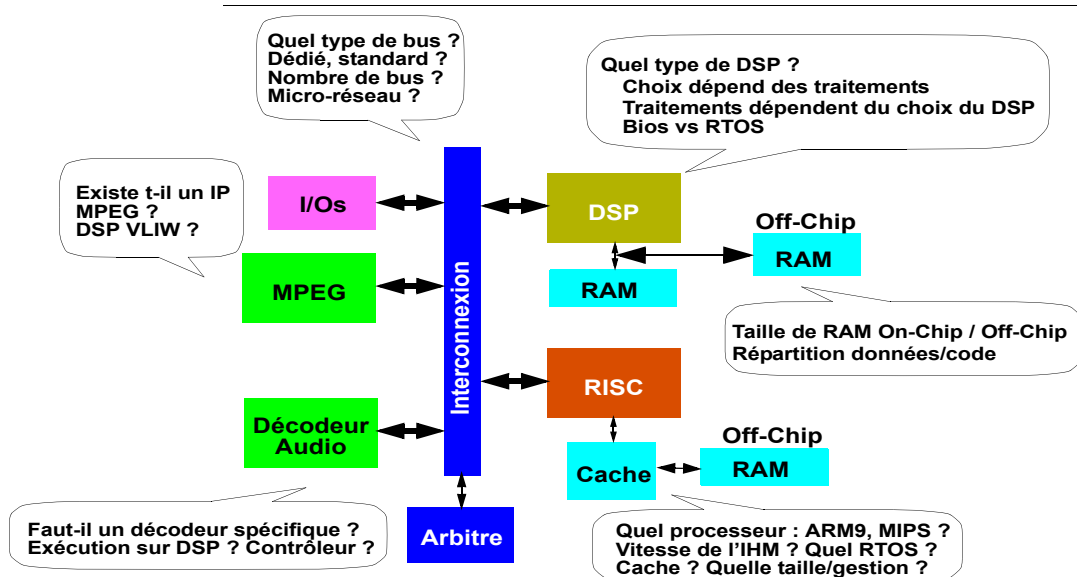 Quel type de bus ?
Dédié, standard ?
Nombre de bus ?
Micro-réseau ?
Quel type de DSP ?
Choix dépend des traitements
Traitements dépendent du choix du DSP
Bios vs RTOS
Existe t-il un IP
MPEG ?
DSP VLIW ?
I/Os
DSP
Off-Chip
RAM
RAM
MPEG
Interconnexion
Taille de RAM On-Chip / Off-Chip
Répartition données/code
RISC
Décodeur
Audio
Off-Chip
Cache
RAM
Faut-il un décodeur spécifique ?
Exécution sur DSP ? Contrôleur ?
Arbitre
Quel processeur : ARM9, MIPS ?
Vitesse de l'IHM ? Quel RTOS ?
Cache ? Quelle taille/gestion ?